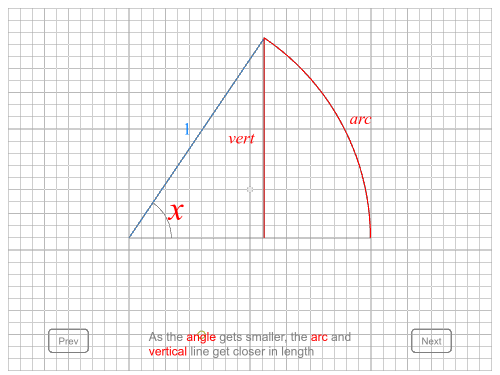 1
vert
arc
x
Prev
As the angle gets smaller, the arc and
vertical line get closer in length
Next